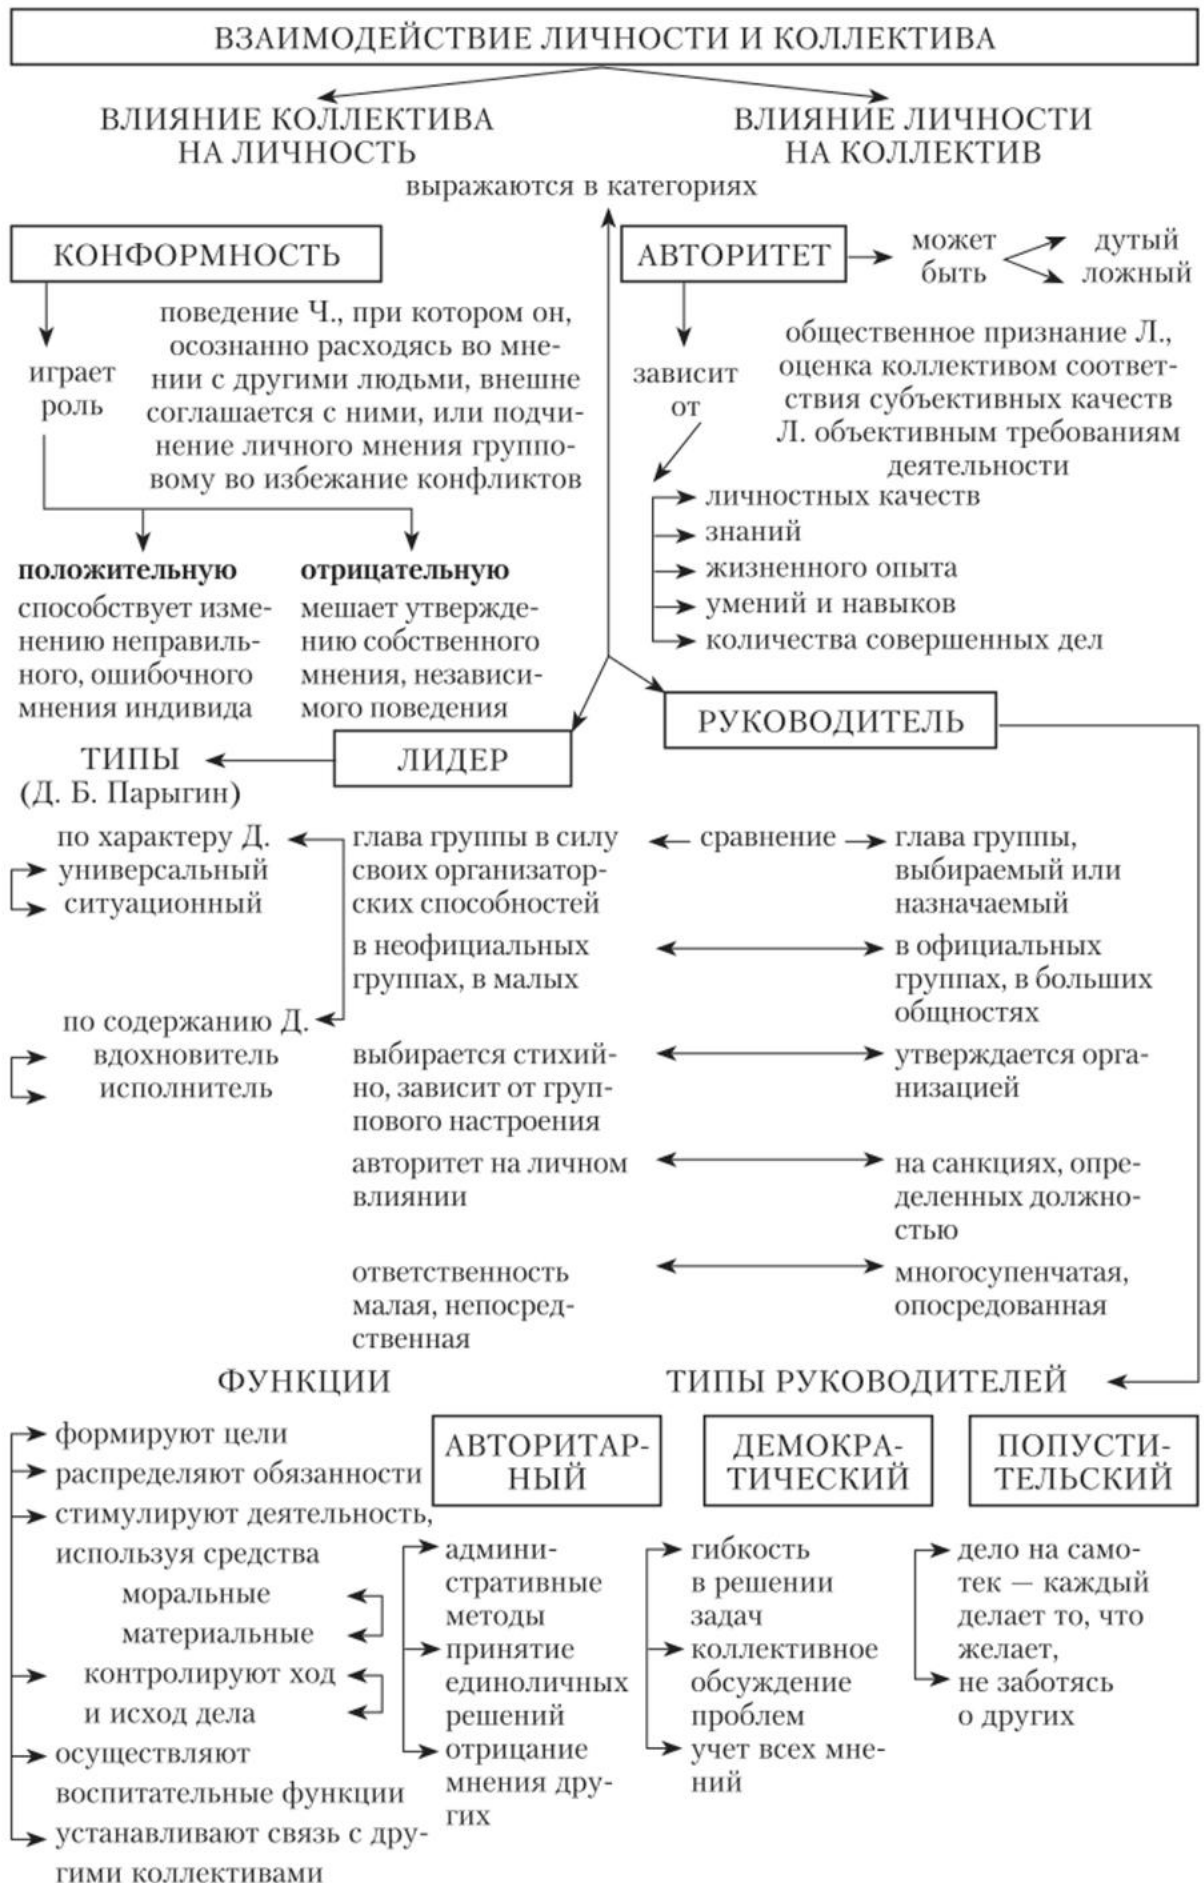 ВЗАИМОДЕЙСТВИЕ ЛИЧНОСТИ И КОЛЛЕКТИВА
ВЛИЯНИЕ КОЛЛЕКТИВА
НА ЛИЧНОСТЬ
ВЛИЯНИЕ ЛИЧНОСТИ
НА КОЛЛЕКТИВ
выражаются в категориях
КОНФОРМНОСТЬ
играет
роль
поведение Ч., при котором он,
осознанно расходясь во мне-
нии с другими людьми, внешне
соглашается с ними, или подчи-
нение личного мнения группо-
вому во избежание конфликтов
положительную
способствует изме-
нению неправиль-
ного, ошибочного
мнения индивида
отрицательную
мешает утвержде-
нию собственного
мнения, независи-
мого поведения
АВТОРИТЕТ
может
быть
дутый
ложный
зависит
от
общественное признание Л.,
оценка коллективом соответ-
ствия субъективных качеств
Л. объективным требованиям
деятельности
личностных качеств
знаний
жизненного опыта
умений и навыков
количества совершенных дел
РУКОВОДИТЕЛЬ
ЛИДЕР
ТИПЫ
(Д. Б. Парыгин)
по характеру Д.
универсальный
ситуационный
по содержанию Д.
вдохновитель
исполнитель
глава группы в силу
своих организатор-
ских способностей
сравнение
глава группы,
выбираемый или
назначаемый
в неофициальных
группах, в малых
в официальных
группах, в больших
общностях
выбирается стихий-
но, зависит от груп-
пового настроения
утверждается орга-
низацией
авторитет на личном
влиянии
на санкциях, опре-
деленных должно-
стью
ответственность
малая, непосред-
ственная
многосупенчатая,
опосредованная
ФУНКЦИИ
формируют цели
распределяют обязанности
стимулируют деятельность,
используя средства
моральные
материальные
контролируют ход
и исход дела
осуществляют
воспитательные функции
устанавливают связь с дру-
гими коллективами
ТИПЫ РУКОВОДИТЕЛЕЙ
АВТОРИТАР-
НЫЙ
админи-
стративные
методы
принятие
единоличных
решений
отрицание
мнения дру-
гих
ДЕМОКРА-
ТИЧЕСКИЙ
гибкость
в решении
задач
коллективное
обсуждение
проблем
учет всех мне-
ний
ПОПУСТИ-
ТЕЛЬСКИЙ
дело на само-
тек — каждый
делает то, что
желает,
не заботясь
о других